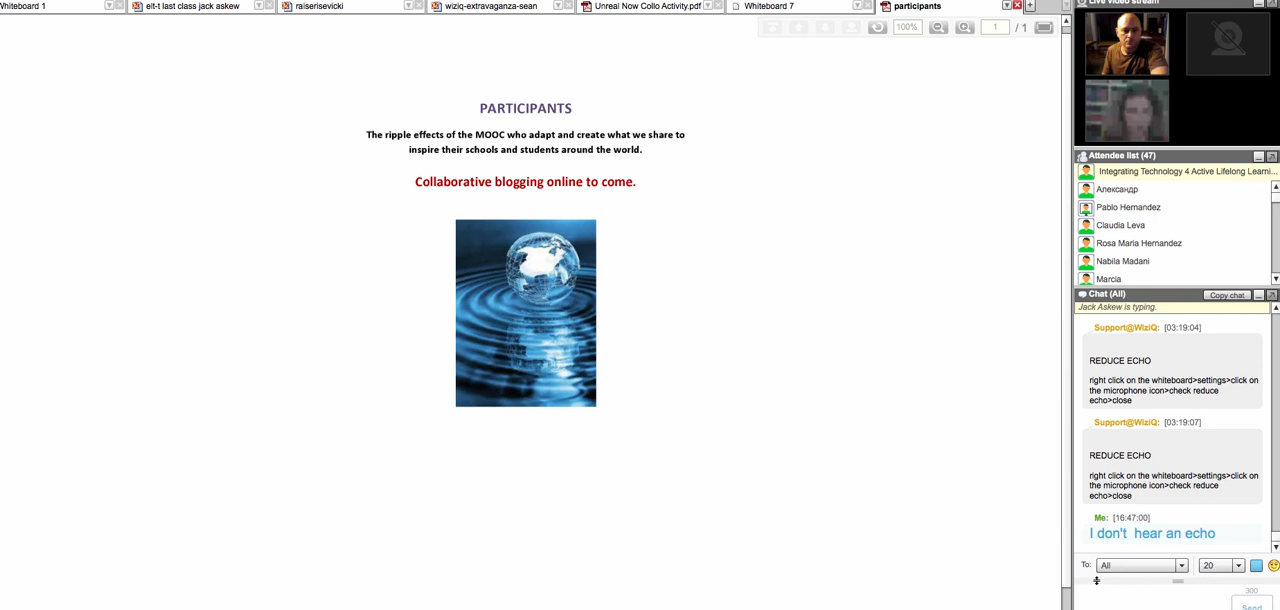 Whiteboard 1
elt-t last class jack askew
raiserisevicki
wiziq-extravaganza-sean
Unreal Now Collo Activity.pdf
Whiteboard 7
participants
100%
1 / 1
PARTICIPANTS
The ripple effects of the MOOC who adapt and create what we share to
inspire their schools and students around the world.
Collaborative blogging online to come.
Live video stream
Attendee list (47)
Integrating Technology 4 Active Lifelong Learni...
Александр
Pablo Hernandez
Claudia Leva
Rosa Maria Hernandez
Nabila Madani
Marcia
Chat (All)
Copy chat
Jack Askew is typing.
Support@WiziQ: [03:19:04]
REDUCE ECHO
right click on the whiteboard>settings>click on
the microphone icon>check reduce
echo>close
Support@WiziQ: [03:19:07]
REDUCE ECHO
right click on the whiteboard>settings>click on
the microphone icon>check reduce
echo>close
Me: [16:47:00]
I don't hear an echo
To: All 20
300
Send